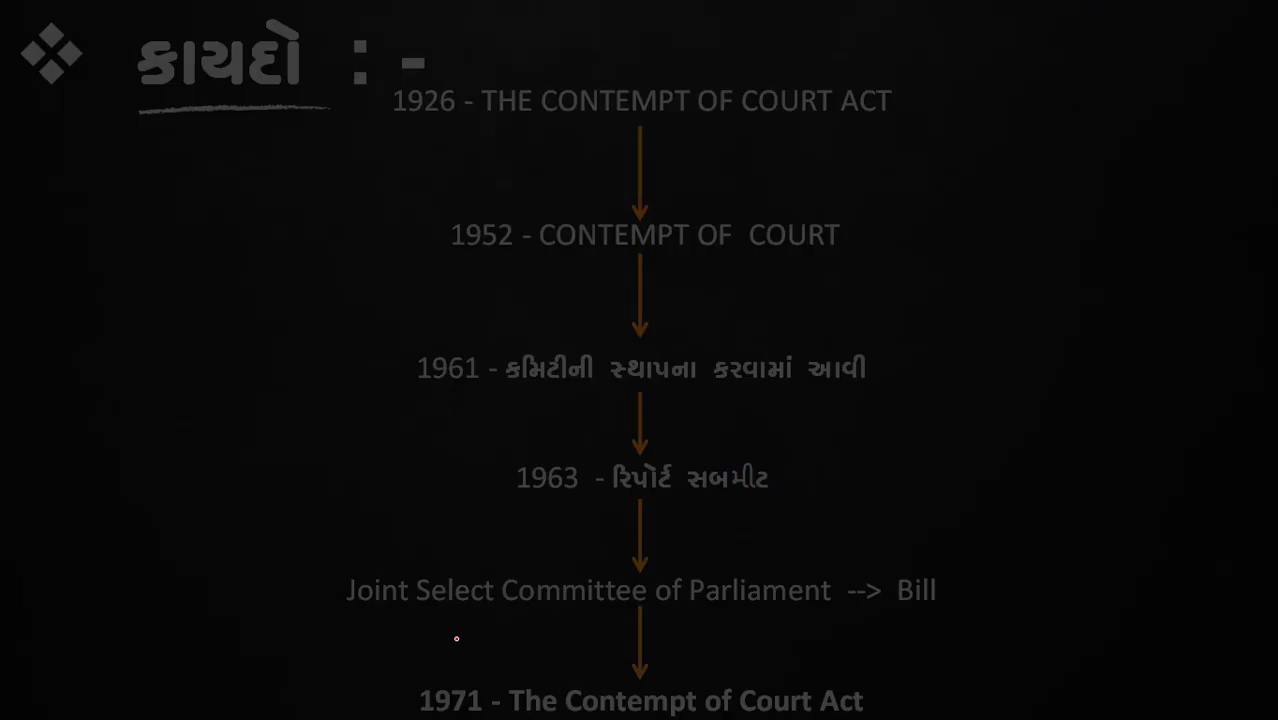 ❖ કાયદો : -
1926 - THE CONTEMPT OF COURT ACT
1952 - CONTEMPT OF COURT
1961 - કમિટીની સ્થાપના કરવામાં આવી
1963 - રિપોર્ટ સબમીટ
Joint Select Committee of Parliament --> Bill
1971 - The Contempt of Court Act